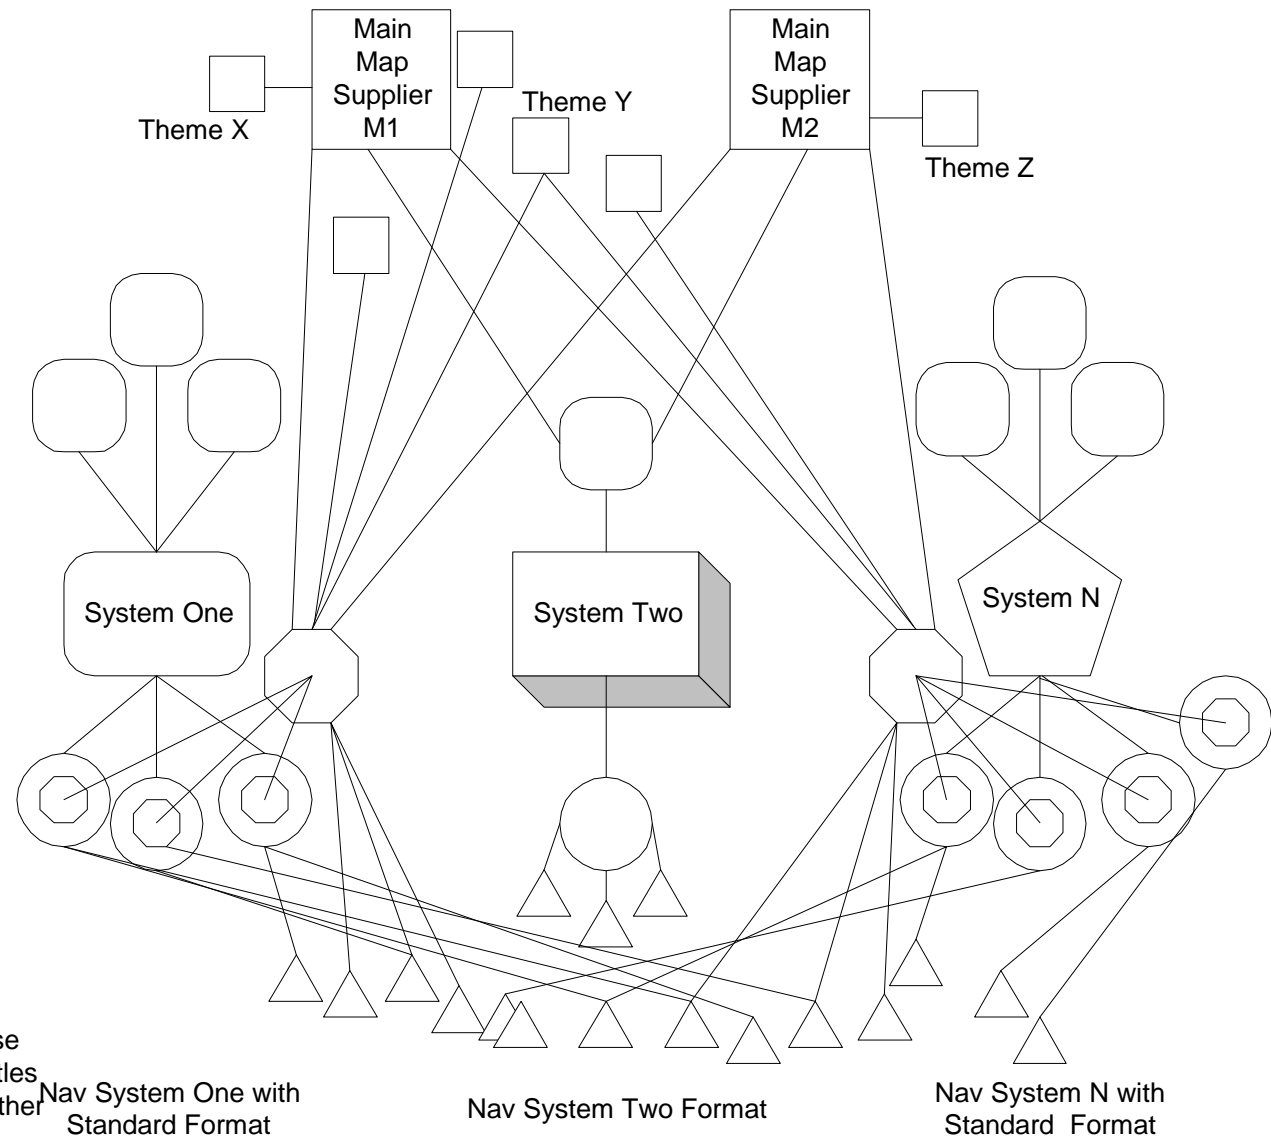 Main
Map
Supplier
M1
Main
Map
Supplier
M2
Theme X
Theme Y
Theme Z
System One
System Two
System N
Nav System One with
Standard Format
Nav System Two Format
Nav System N with
Standard Format